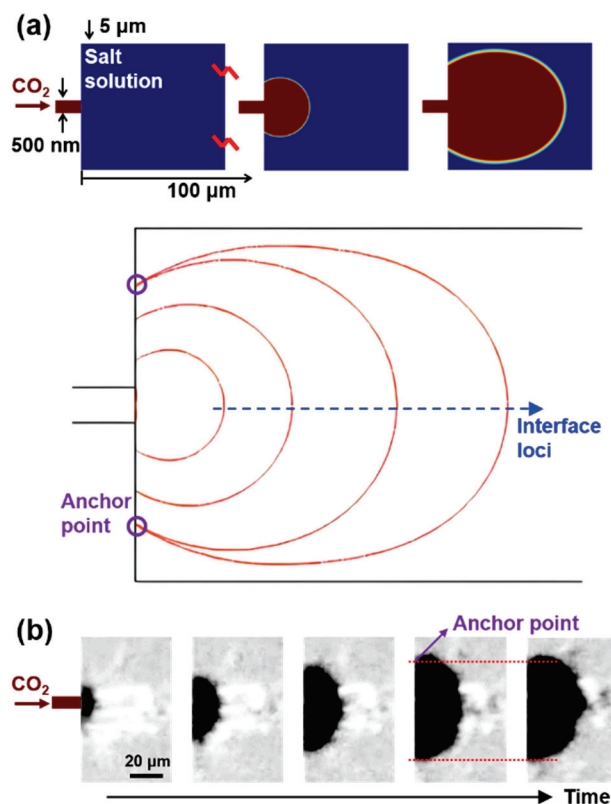 (a)
5 µm
Salt
solution
CO2
500 nm
100 µm
Interface
loci
Anchor
point
(b)
Anchor point
CO2
20 µm
Time